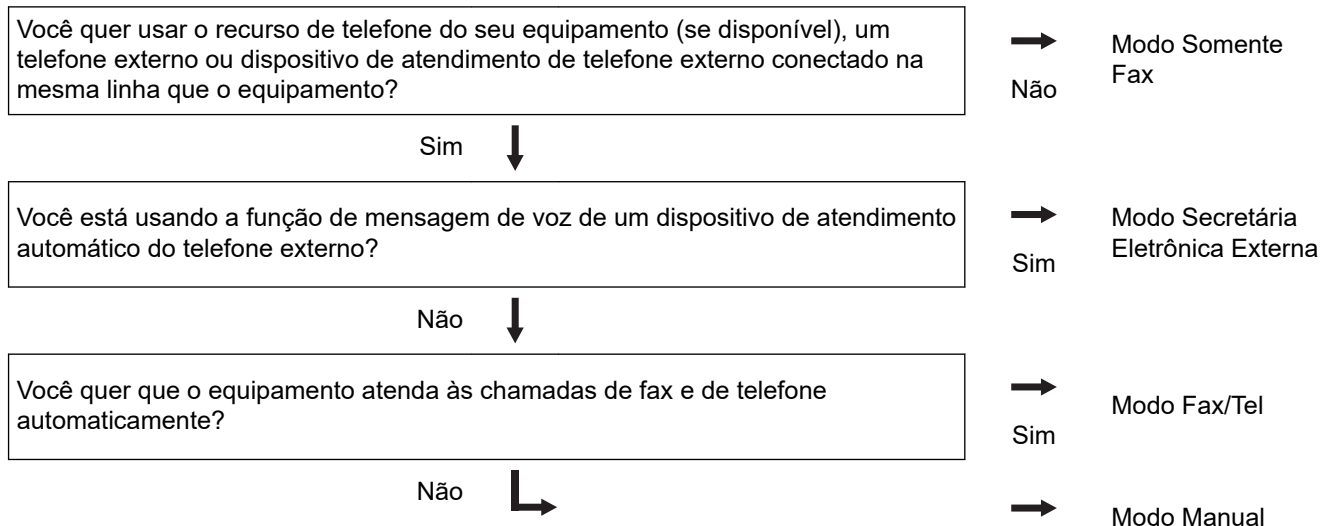 Você quer usar o recurso de telefone do seu equipamento (se disponível), um
telefone externo ou dispositivo de atendimento de telefone externo conectado na
mesma linha que o equipamento?
Não
Modo Somente
Fax
Sim
Você está usando a função de mensagem de voz de um dispositivo de atendimento
automático do telefone externo?
Sim
Modo Secretária
Eletrônica Externa
Não
Você quer que o equipamento atenda às chamadas de fax e de telefone
automaticamente?
Sim
Modo Fax/Tel
Não
Modo Manual